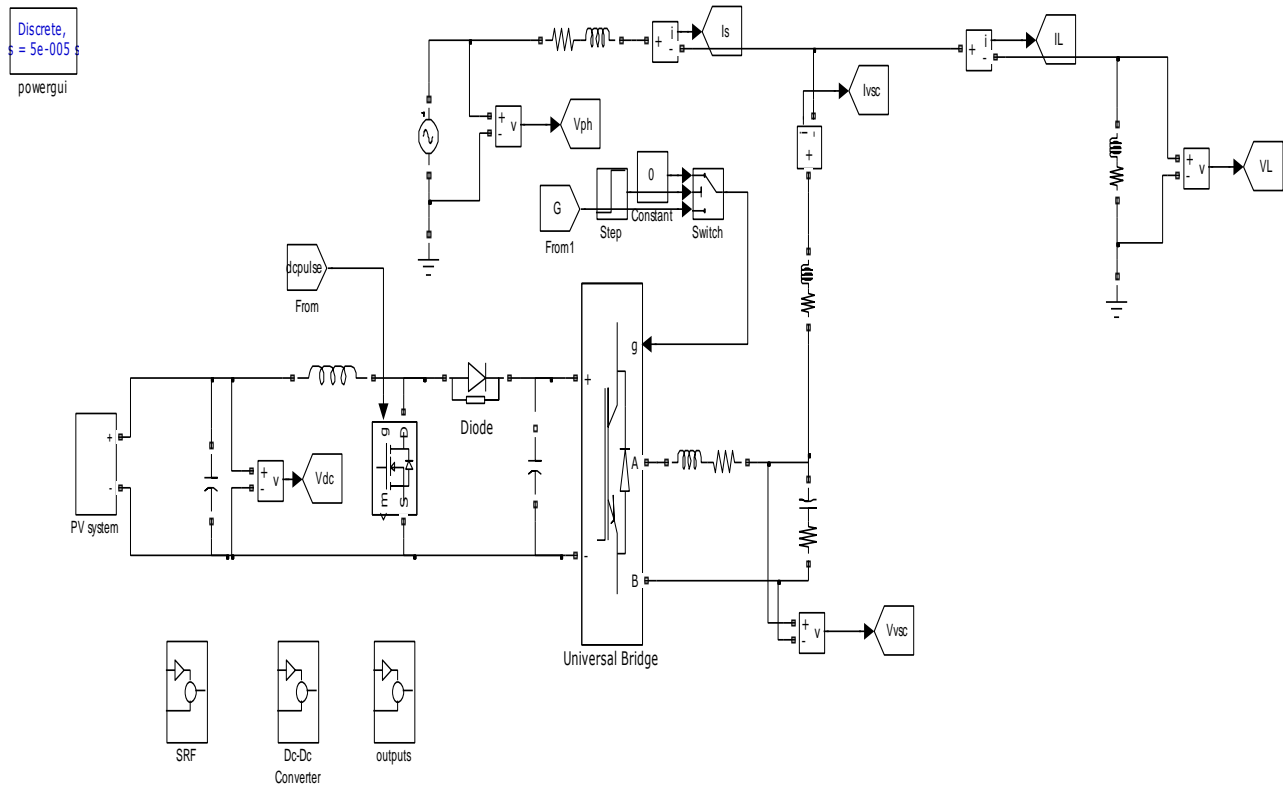 Discrete,
s = 5e-005 s
powergui
i
+
-
Is
i
+
-
IL
Ivsc
i
-
+
+
-
v
Vph
+
-
v
VL
G
From1
Step
0
Constant
Switch
dcpulse
From
g
+
-
A
B
Universal Bridge
Diode
+
-
PV system
+
-
v
Vdc
g
D
m
S
+
-
v
Vvsc
SRF
Dc-Dc
Converter
outputs